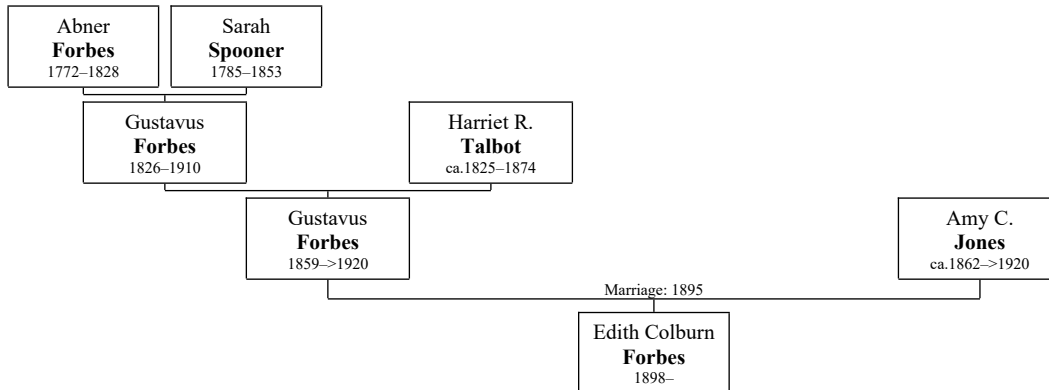 Abner
Forbes
1772–1828
Sarah
Spooner
1785–1853
Gustavus
Forbes
1826–1910
Harriet R.
Talbot
ca.1825–1874
Gustavus
Forbes
1859–>1920
Amy C.
Jones
ca.1862–>1920
Marriage: 1895
Edith Colburn
Forbes
1898–